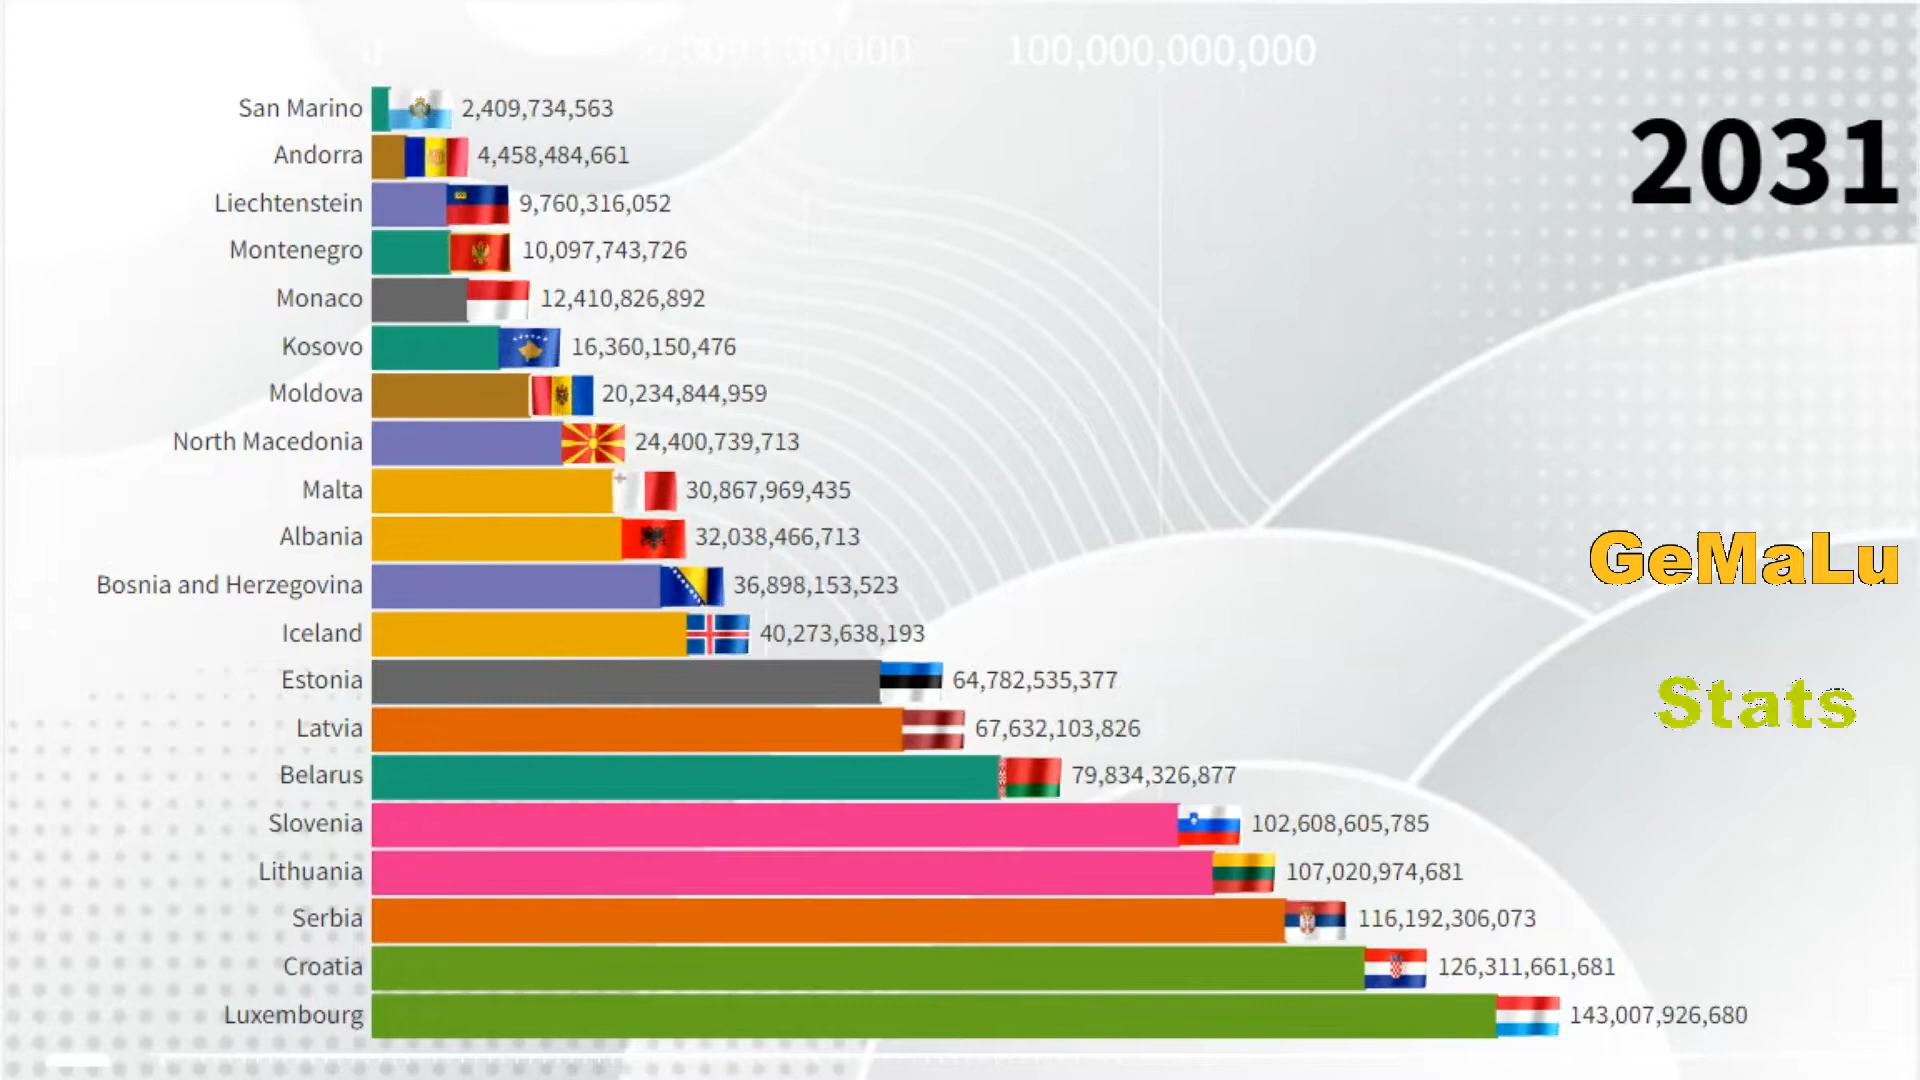 100,000,000,000
2031
San Marino 2,409,734,563
Andorra 4,458,484,661
Liechtenstein 9,760,316,052
Montenegro 10,097,743,726
Monaco 12,410,826,892
Kosovo 16,360,150,476
Moldova 20,234,844,959
North Macedonia 24,400,739,713
Malta 30,867,969,435
Albania 32,038,466,713
Bosnia and Herzegovina 36,898,153,523
Iceland 40,273,638,193
Estonia 64,782,535,377
Latvia 67,632,103,826
Belarus 79,834,326,877
Slovenia 102,608,605,785
Lithuania 107,020,974,681
Serbia 116,192,306,073
Croatia 126,311,661,681
Luxembourg 143,007,926,680
GeMaLu
Stats